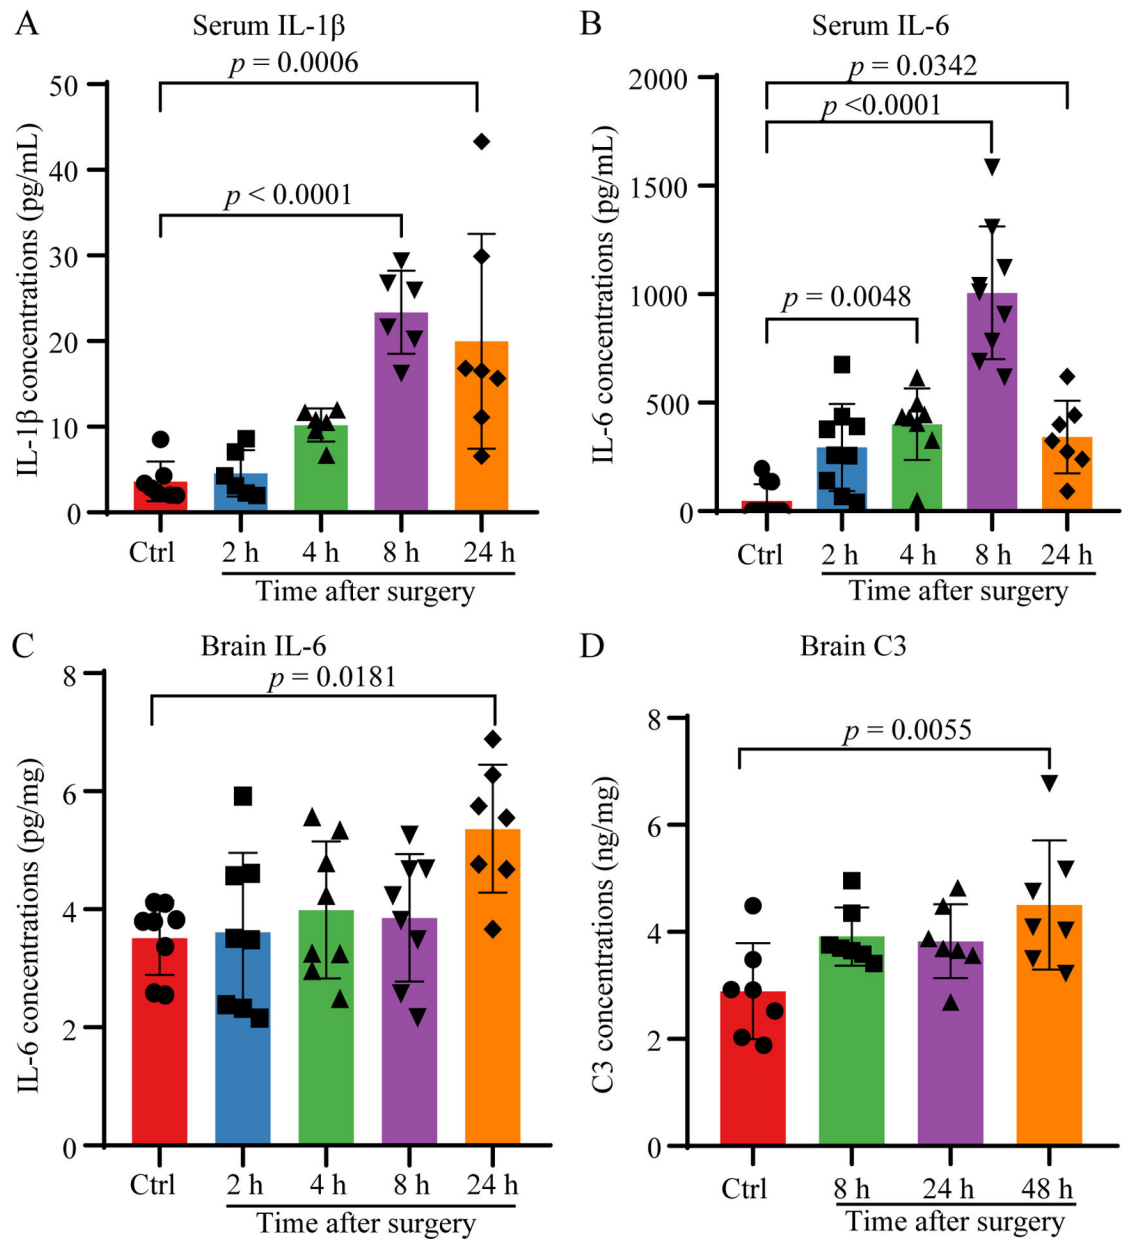 A
Serum IL-1β
p = 0.0006
p < 0.0001
IL-1β concentrations (pg/mL)
50
40
30
20
10
0
Ctrl 2 h 4 h 8 h 24 h
Time after surgery
B
Serum IL-6
p = 0.0342
p <0.0001
p = 0.0048
IL-6 concentrations (pg/mL)
2000
1500
1000
500
0
Ctrl 2 h 4 h 8 h 24 h
Time after surgery
C
Brain IL-6
p = 0.0181
IL-6 concentrations (pg/mg)
8
6
4
2
0
Ctrl 2 h 4 h 8 h 24 h
Time after surgery
D
Brain C3
p = 0.0055
C3 concentrations (ng/mg)
8
6
4
2
0
Ctrl 8 h 24 h 48 h
Time after surgery